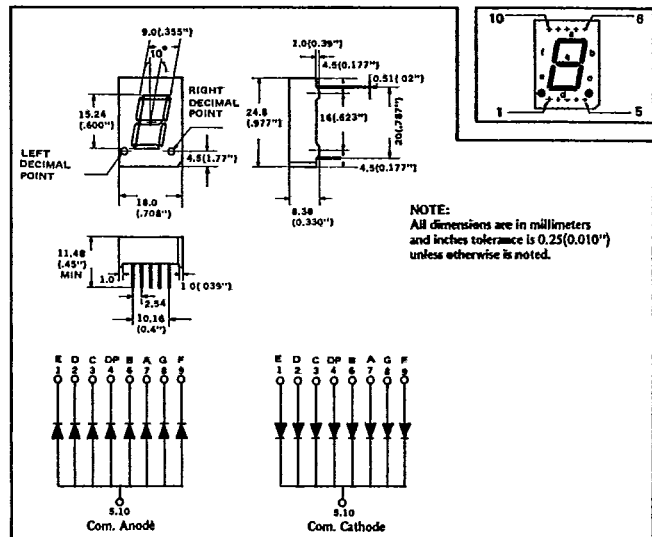 9.0(.355")
10°
15.24
(.600")
RIGHT
DECIMAL
POINT
LEFT
DECIMAL
POINT
4.5(1.77")
18.0
(.708")
1.0(0.39")
4.5(0.177")
0.51(02")
24.8
(.977")
16(.623")
20(.787")
4.5(0.177")
8.38
(0.330")
10
6
a
f
b
e
c
d
1
5
NOTE:
All dimensions are in millimeters
and inches tolerance is 0.25(0.010")
unless otherwise is noted.
11.48
(.45")
MIN
1.0
1 0(039")
2.54
10.16
(0.4")
E D C DP B A G F
1 2 3 4 6 7 8 9
5.10
Com. Anodè
E D C DP B A G F
1 2 3 4 6 7 8 9
5.10
Com. Cathode